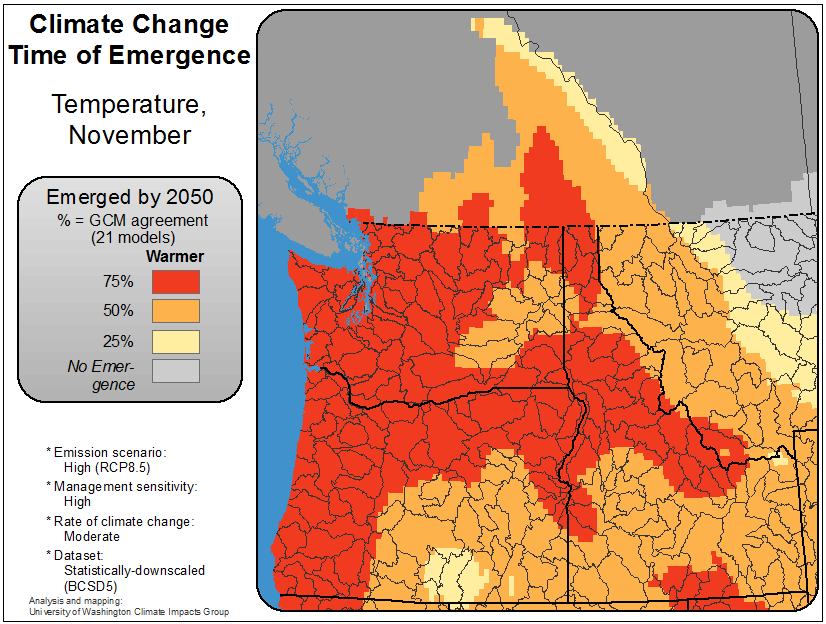 Climate Change
Time of Emergence
Temperature,
November
Emerged by 2050
% = GCM agreement
(21 models)
Warmer
75%
50%
25%
No Emer-
gence
* Emission scenario:
High (RCP8.5)
* Management sensitivity:
High
* Rate of climate change:
Moderate
* Dataset:
Statistically-downscaled
(BCSD5)
Analysis and mapping:
University of Washington Climate Impacts Group